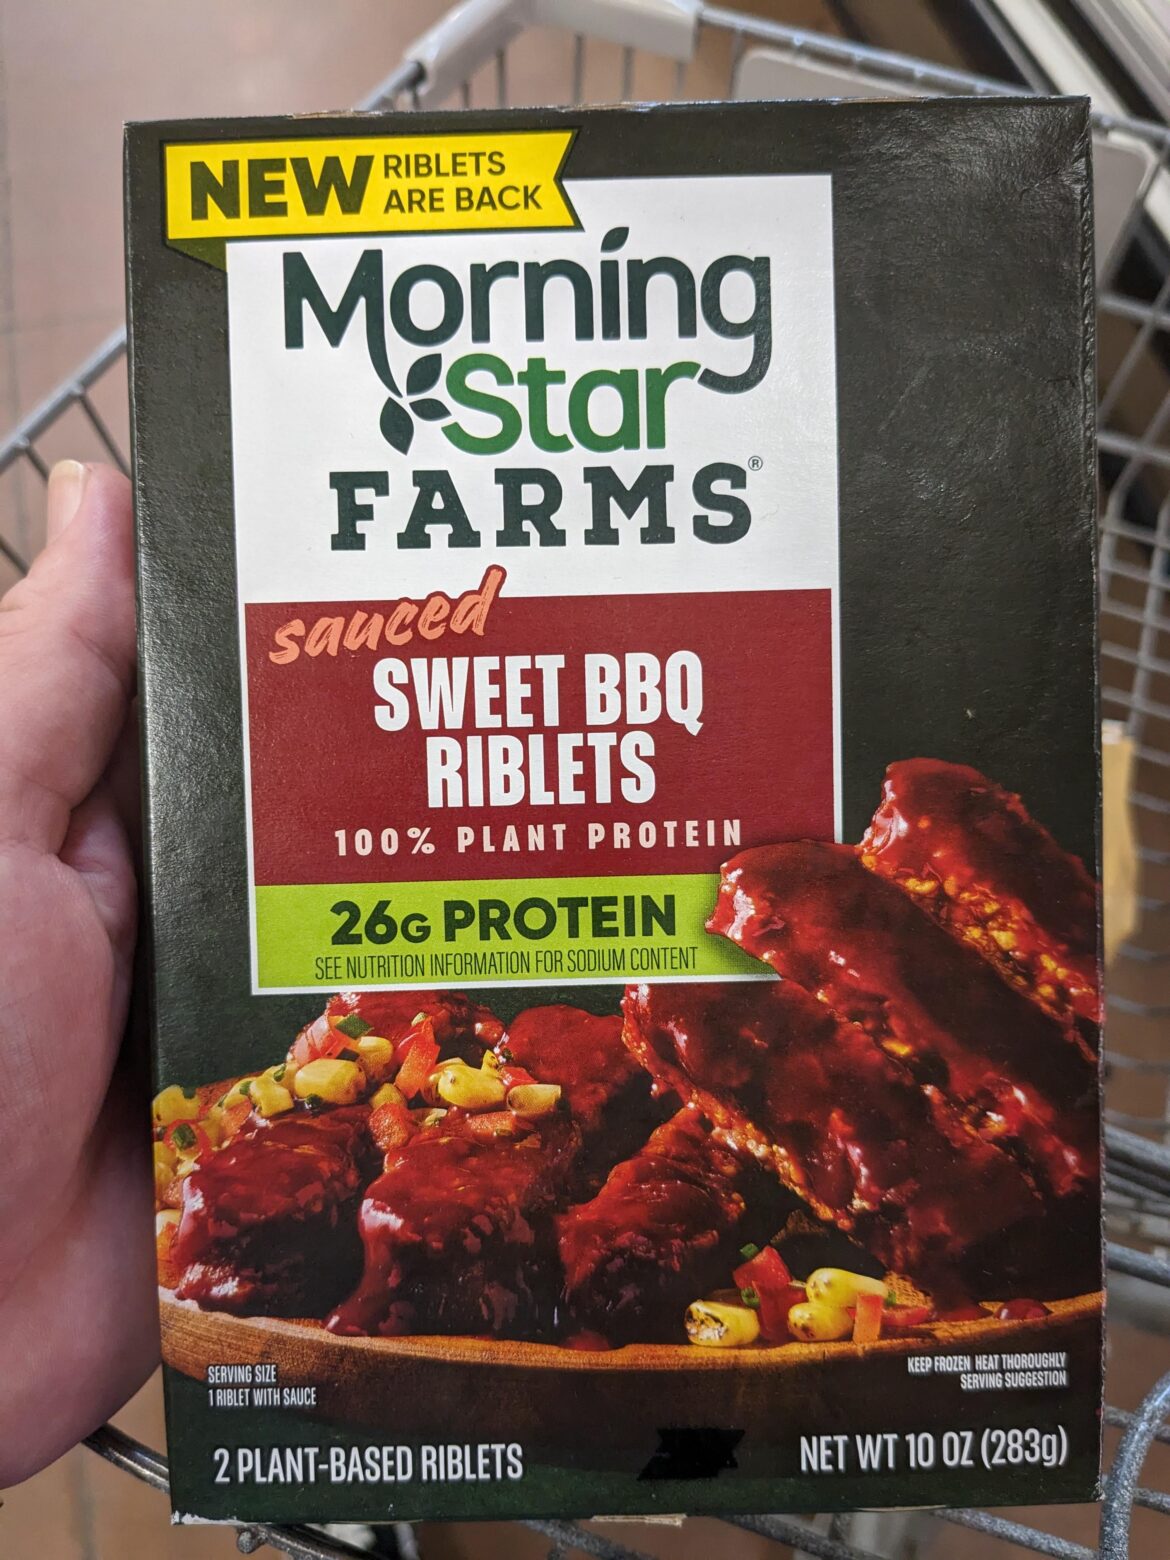 NEW RIBLETS
ARE BACK
Morning
Star
FARMS®
sauced
SWEET BBQ
RIBLETS
100% PLANT PROTEIN
26G PROTEIN
SEE NUTRITION INFORMATION FOR SODIUM CONTENT
SERVING SIZE
1 RIBLET WITH SAUCE
KEEP FROZEN HEAT THOROUGHLY
SERVING SUGGESTION
2 PLANT-BASED RIBLETS
NET WT 10 OZ (283g)